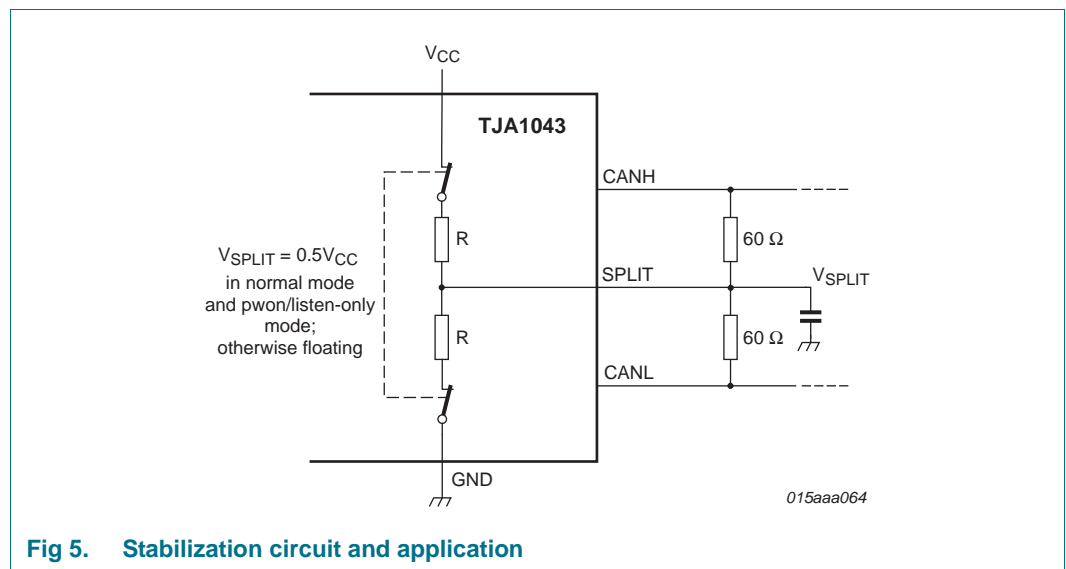 VCC
TJA1043
CANH
R
60 Ω
VSPLIT = 0.5VCC
in normal mode
and pwon/listen-only
mode;
otherwise floating
SPLIT
VSPLIT
R
60 Ω
CANL
GND
015aaa064
Fig 5. Stabilization circuit and application